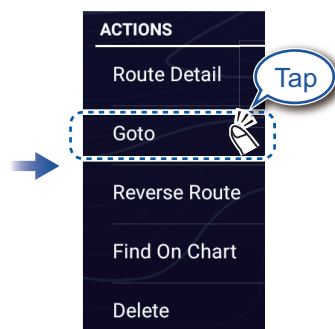 ACTIONS
Route Detail
Tap
Goto
Reverse Route
Find On Chart
Delete